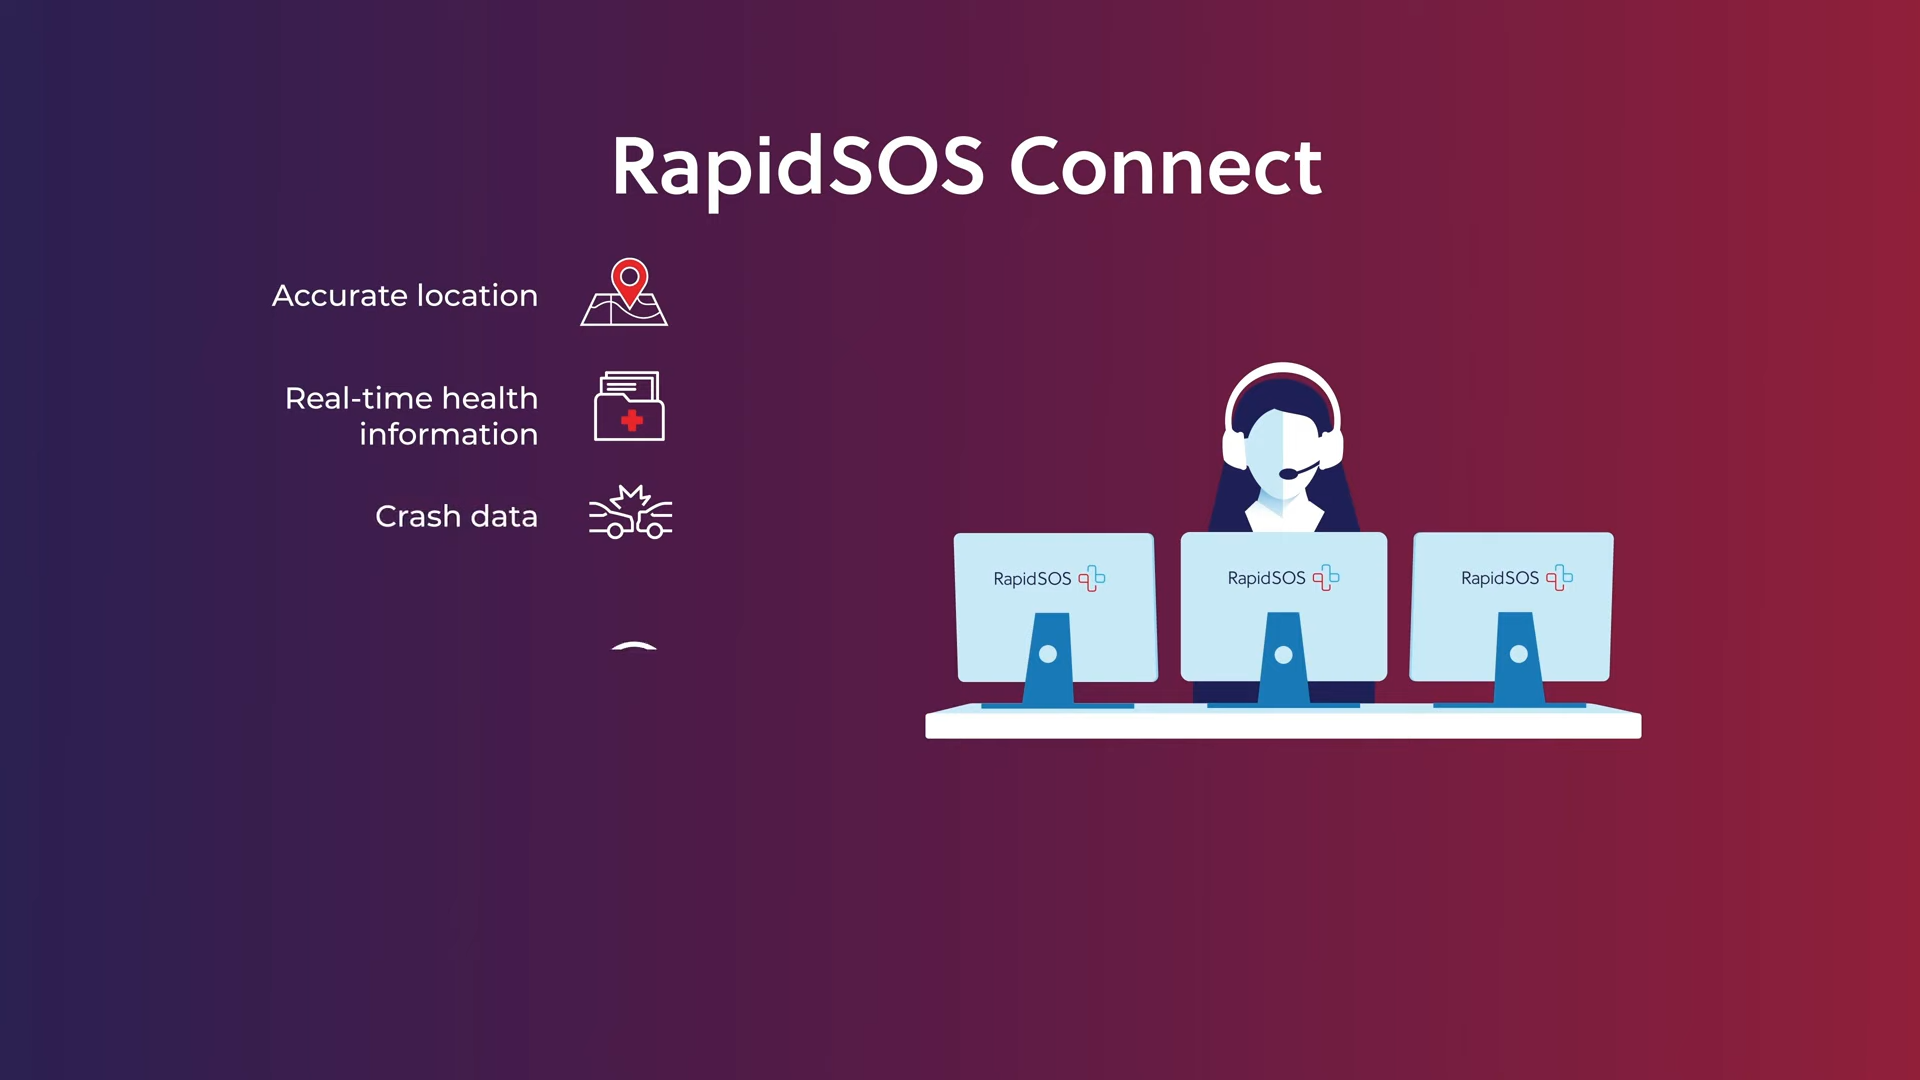 RapidSOS Connect
Accurate location
Real-time health
information
Crash data
RapidSOS
RapidSOS
RapidSOS